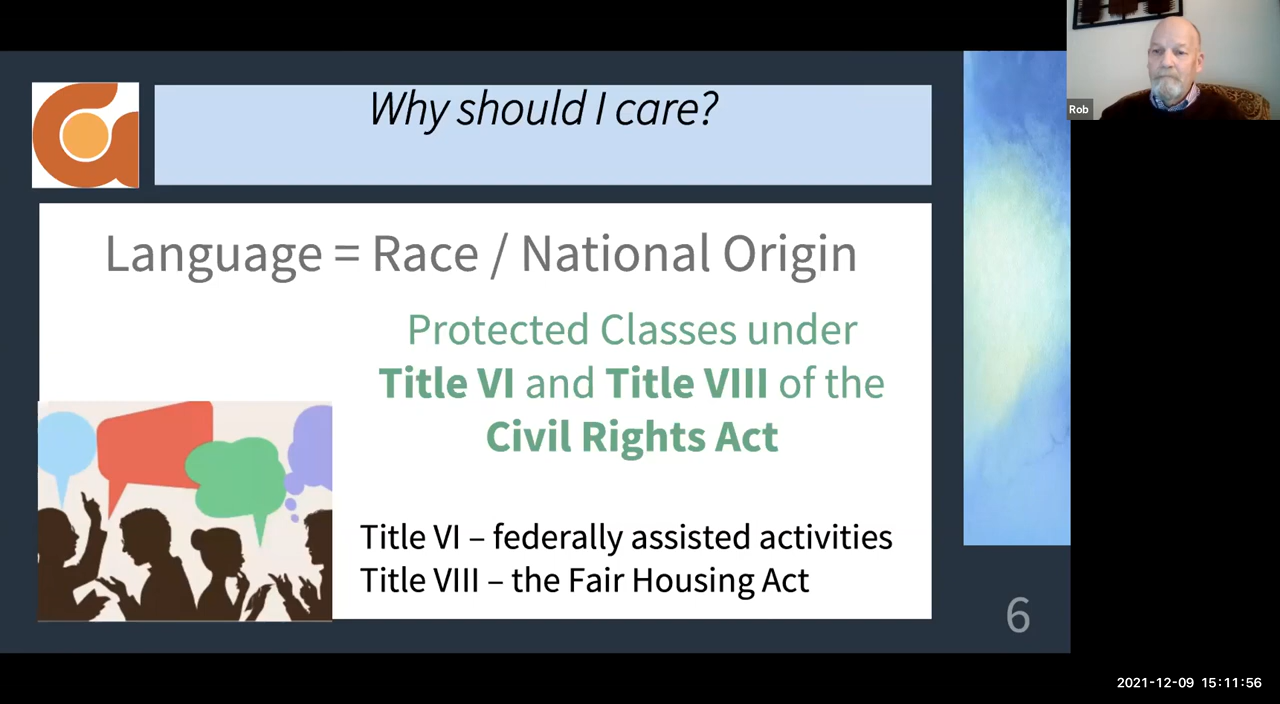 Why should I care?
Rob
Language = Race / National Origin
Protected Classes under
Title VI and Title VIII of the
Civil Rights Act
Title VI – federally assisted activities
Title VIII – the Fair Housing Act
6
2021-12-09 15:11:56